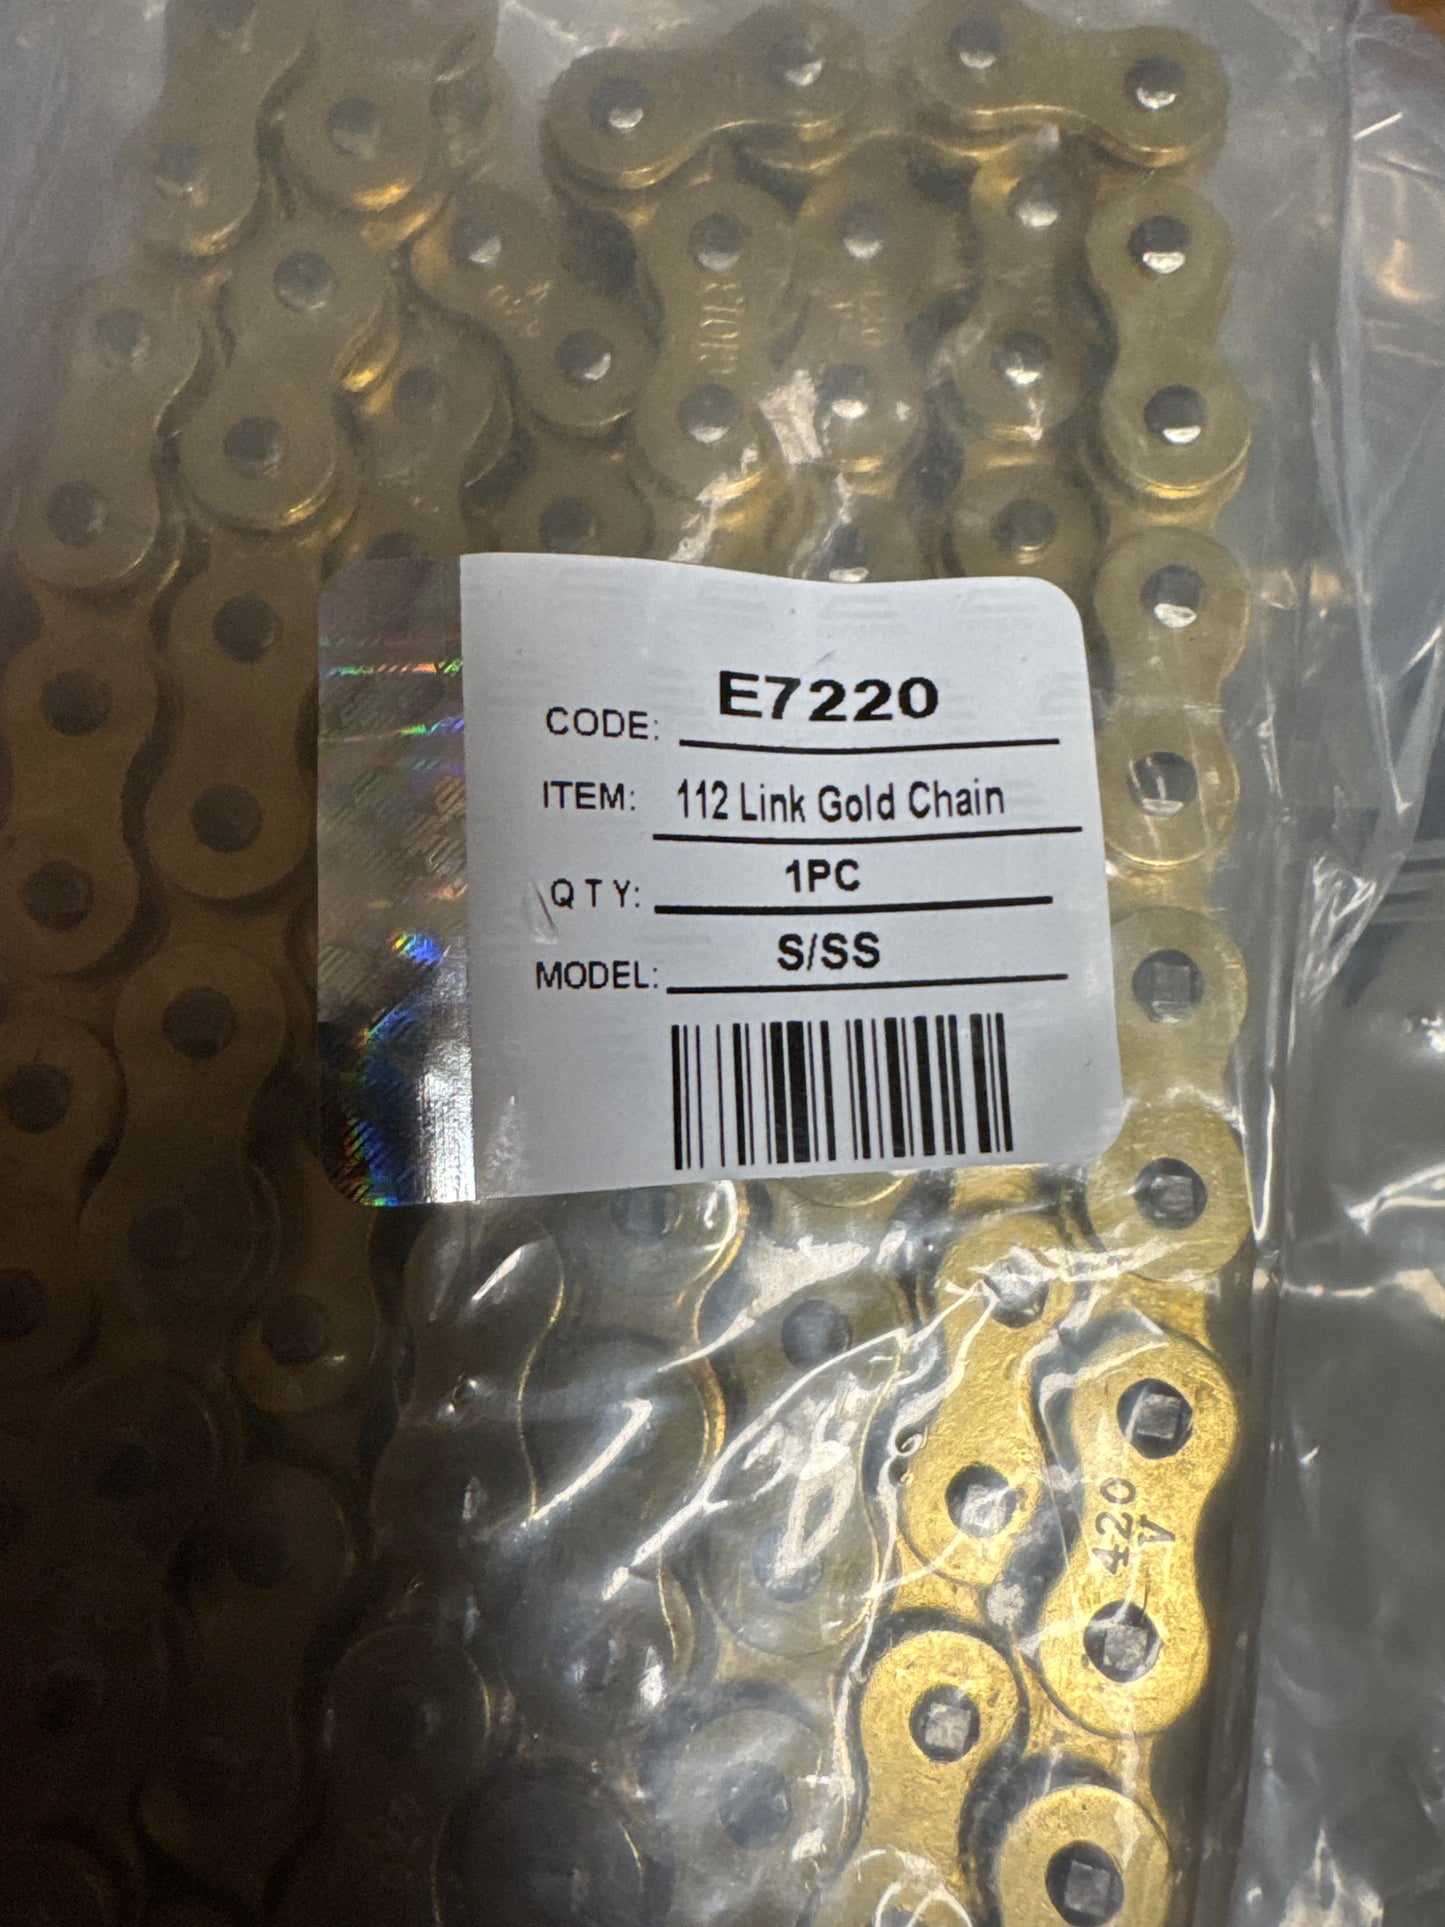 CODE: E7220
ITEM: 112 Link Gold Chain
QTY: 1PC
MODEL: S/SS
420
V